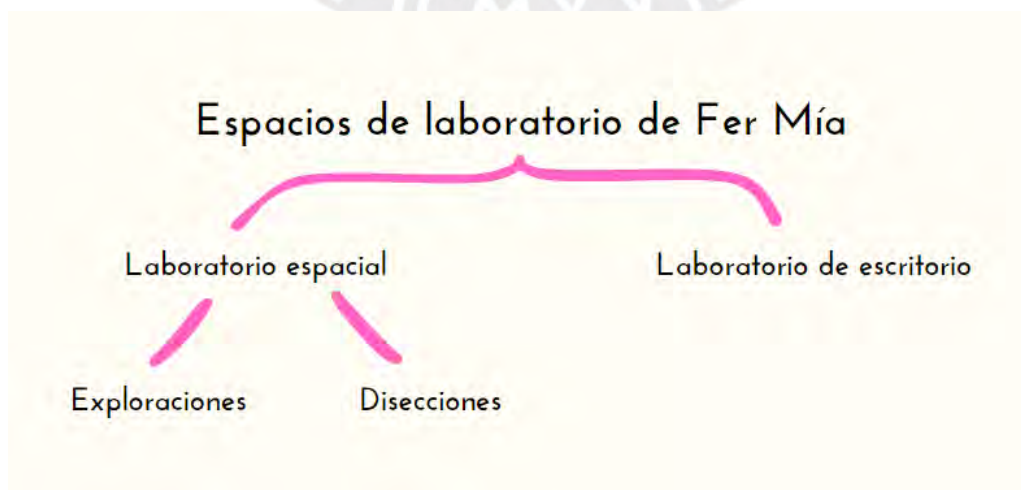 Espacios de laboratorio de Fer Mía
Laboratorio espacial
Laboratorio de escritorio
Exploraciones
Disecciones